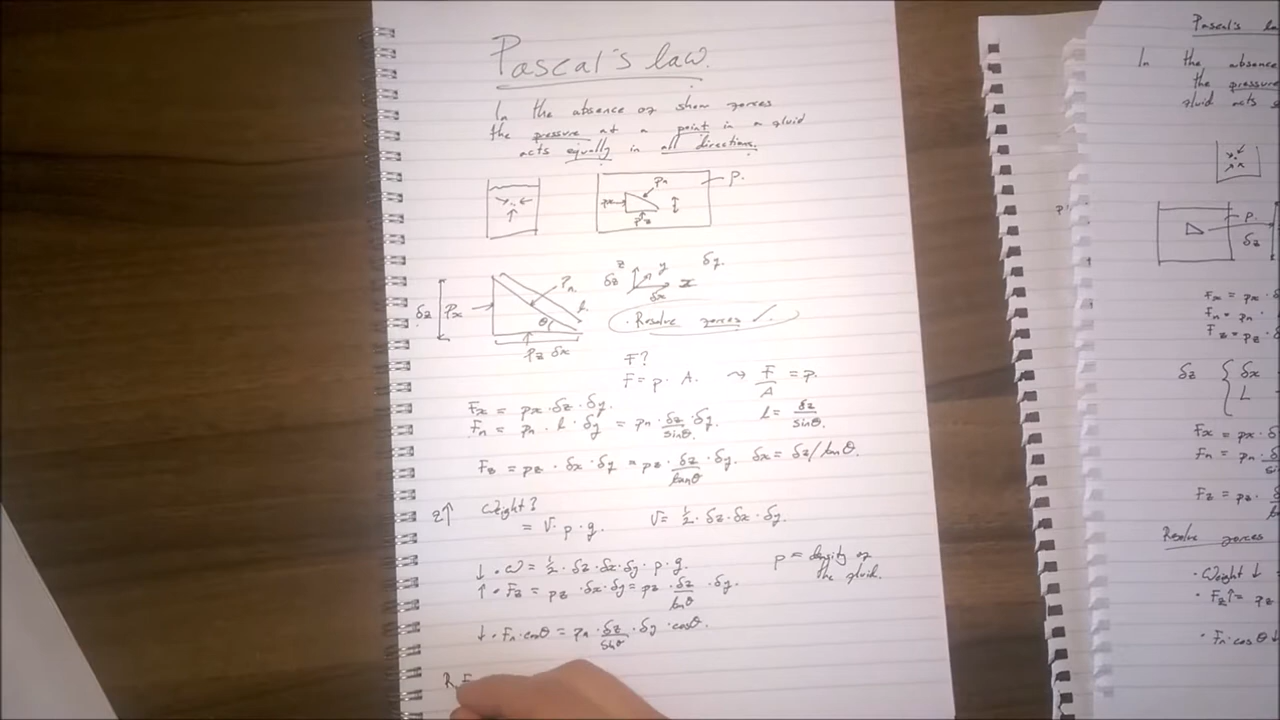 Pascal's law.
In the absence of shear forces
the pressure at a point in a fluid
acts equally in all directions.
p.
pn
px
pz
z
y
δy.
δz
x
δx
δz
px
pn
l.
θ
pz δx
. Resolve forces ✓.
F?
F = p · A. ⤳ F/A = p.
Fx = px · δz · δy.
Fn = pn · l · δy = pn · δz/sinθ · δy. l = δz/sinθ.
Fz = pz · δx · δy = pz · δz/tanθ · δy. δx = δz/tanθ.
z↑
Weight?
= V · ρ · g. V = 1/2 · δz · δx · δy.
↓ · W = 1/2 · δz · δx · δy · ρ · g.
ρ = density of
the fluid.
↑ · Fz = pz · δx · δy = pz · δz/tanθ · δy.
↓ · Fn · cosθ = pn · δz/sinθ · δy · cosθ.
R F
Pascal's
In the absence
the pressure
fluid acts
p.
δz
Fx = px ·
Fn = pn ·
Fz = pz ·
δz { δx
L
Fx = px ·
Fn = pn ·
Fz = pz ·
Resolve forces
· Weight ↓
· Fz↑ = pz
· Fn · cosθ ↓